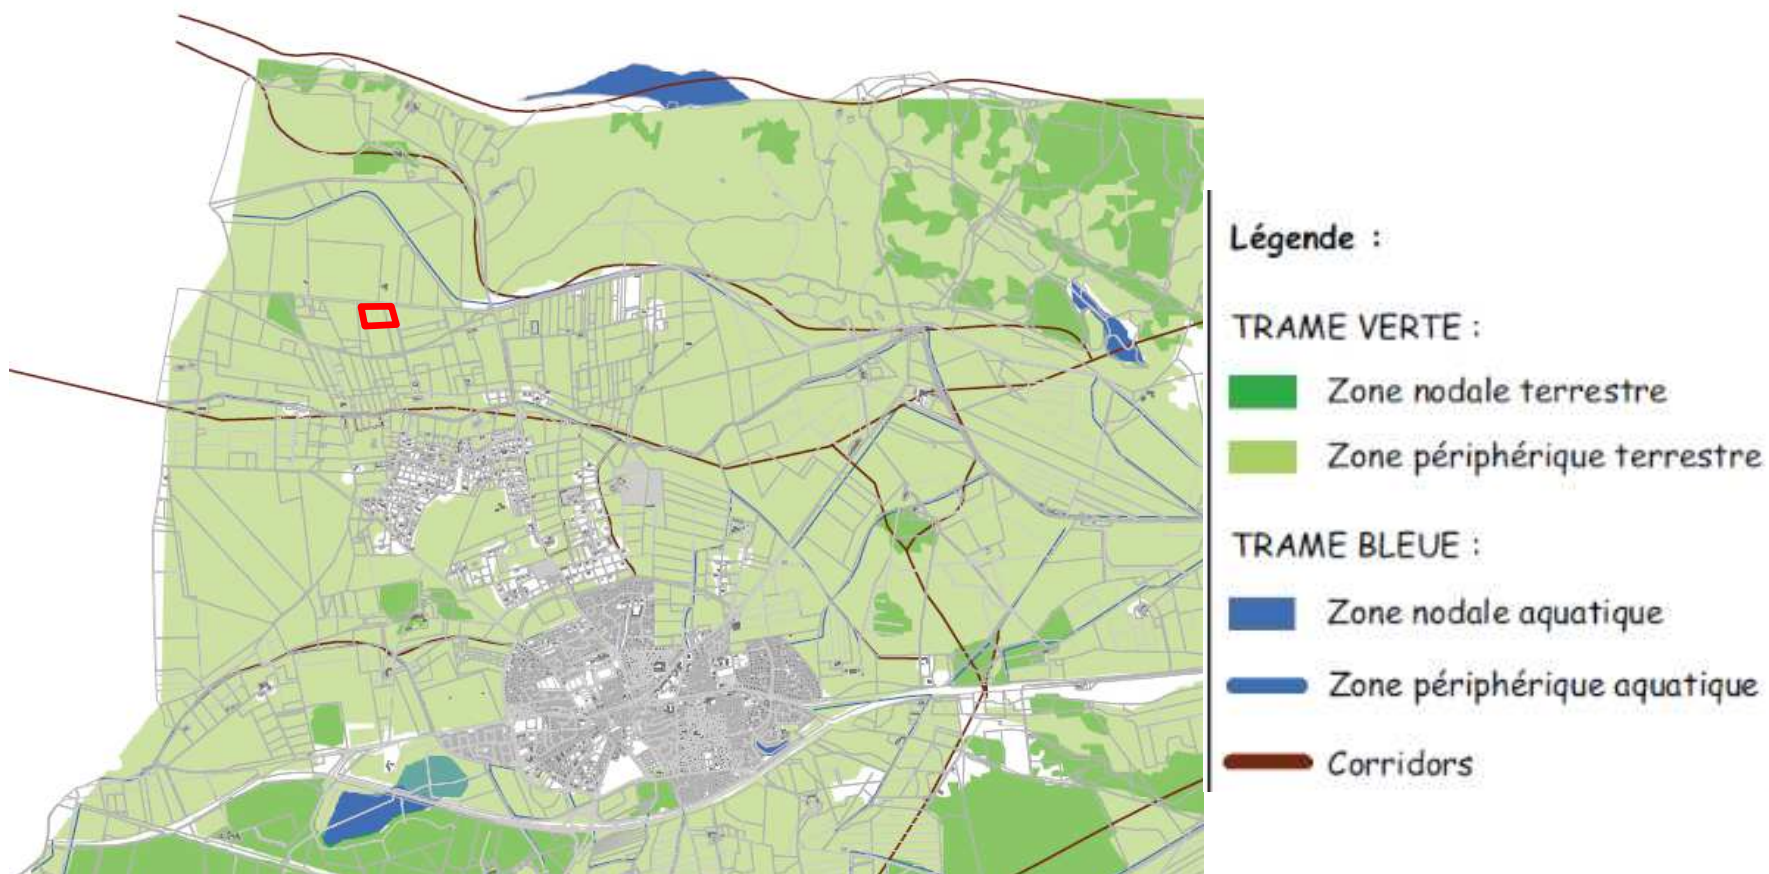 Légende :
TRAME VERTE :
Zone nodale terrestre
Zone périphérique terrestre
TRAME BLEUE :
Zone nodale aquatique
Zone périphérique aquatique
Corridors